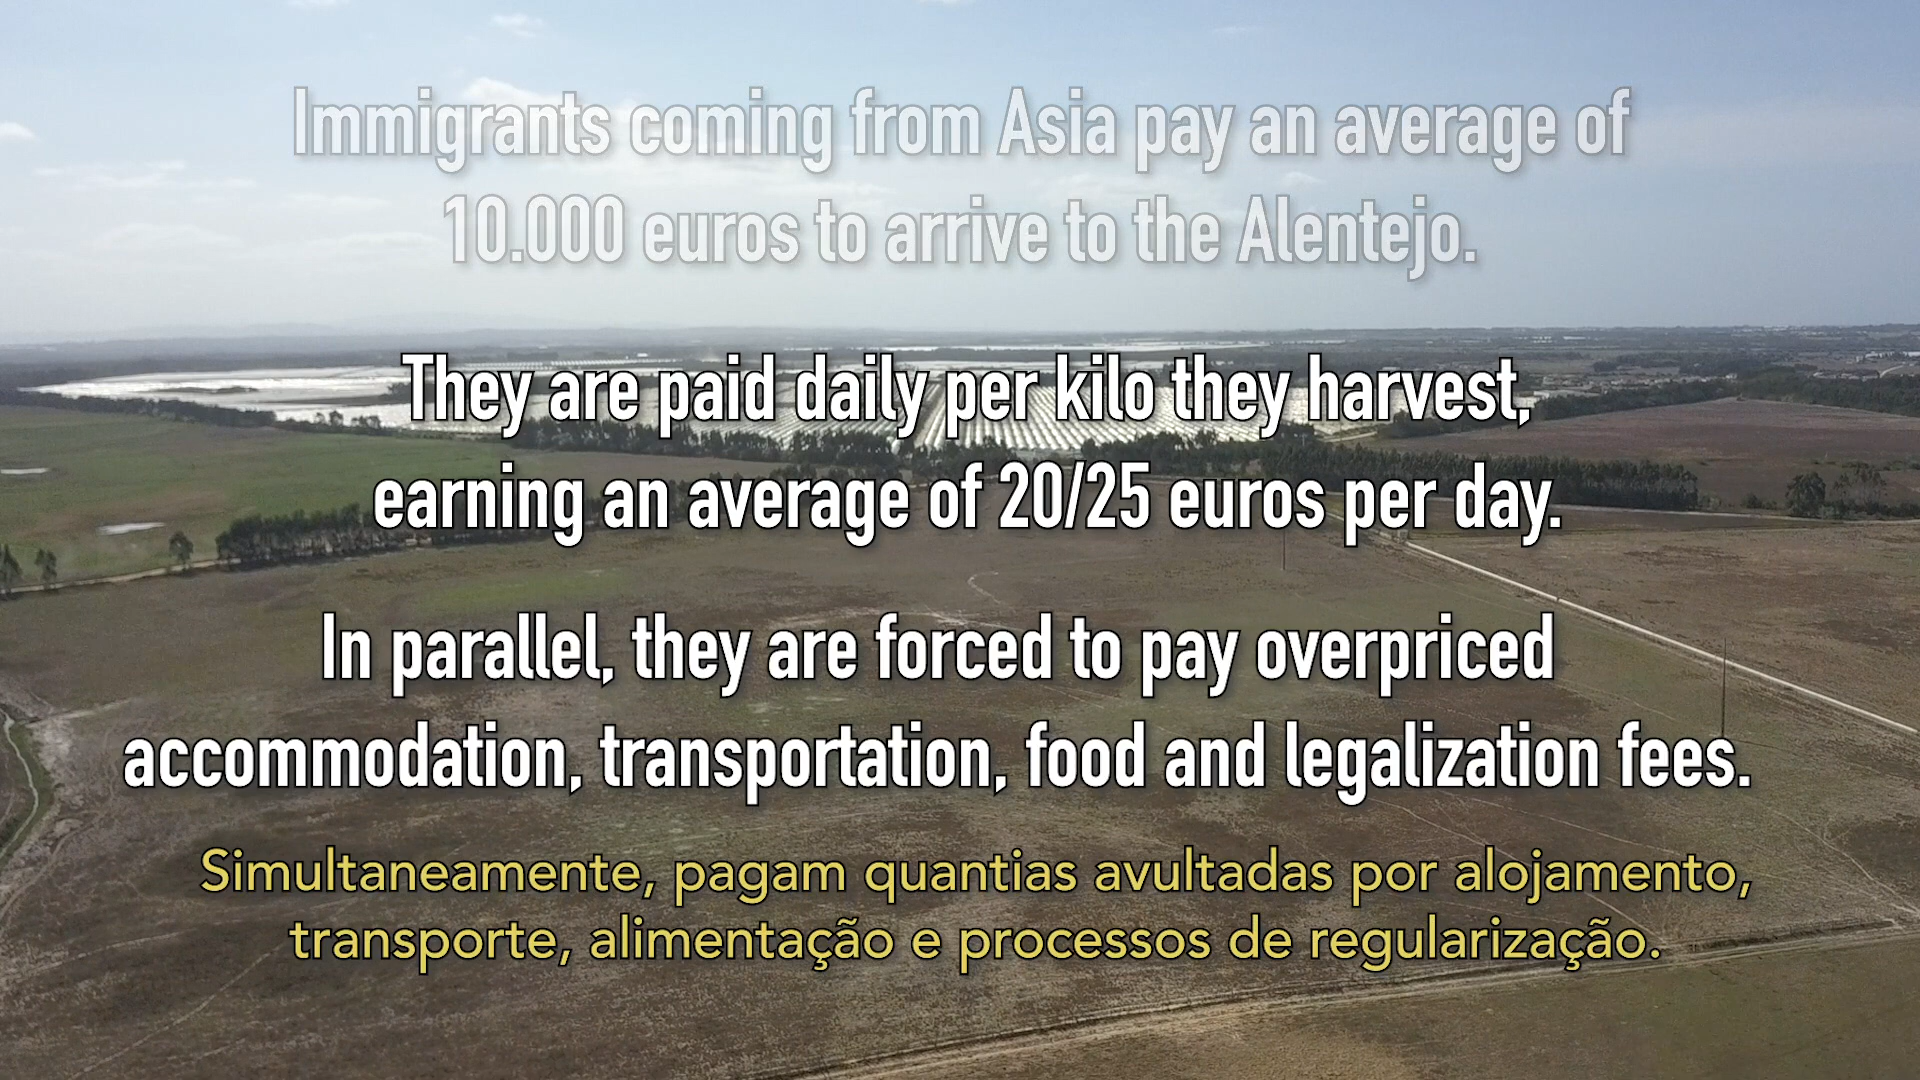 Immigrants coming from Asia pay an average of
10.000 euros to arrive to the Alentejo.
They are paid daily per kilo they harvest,
earning an average of 20/25 euros per day.
In parallel, they are forced to pay overpriced
accommodation, transportation, food and legalization fees.
Simultaneamente, pagam quantias avultadas por alojamento,
transporte, alimentação e processos de regularização.